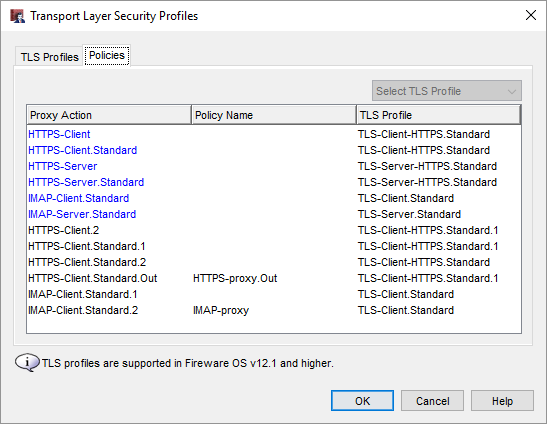 Transport Layer Security Profiles
TLS Profiles Policies
Select TLS Profile
Proxy Action Policy Name TLS Profile
HTTPS-Client TLS-Client-HTTPS.Standard
HTTPS-Client.Standard TLS-Client-HTTPS.Standard
HTTPS-Server TLS-Server-HTTPS.Standard
HTTPS-Server.Standard TLS-Server-HTTPS.Standard
IMAP-Client.Standard TLS-Client.Standard
IMAP-Server.Standard TLS-Server.Standard
HTTPS-Client.2 TLS-Client-HTTPS.Standard.1
HTTPS-Client.Standard.1 TLS-Client-HTTPS.Standard.1
HTTPS-Client.Standard.2 TLS-Client-HTTPS.Standard
HTTPS-Client.Standard.Out HTTPS-proxy.Out TLS-Client-HTTPS.Standard.1
IMAP-Client.Standard.1 TLS-Client.Standard
IMAP-Client.Standard.2 IMAP-proxy TLS-Client.Standard
TLS profiles are supported in Fireware OS v12.1 and higher.
OK Cancel Help